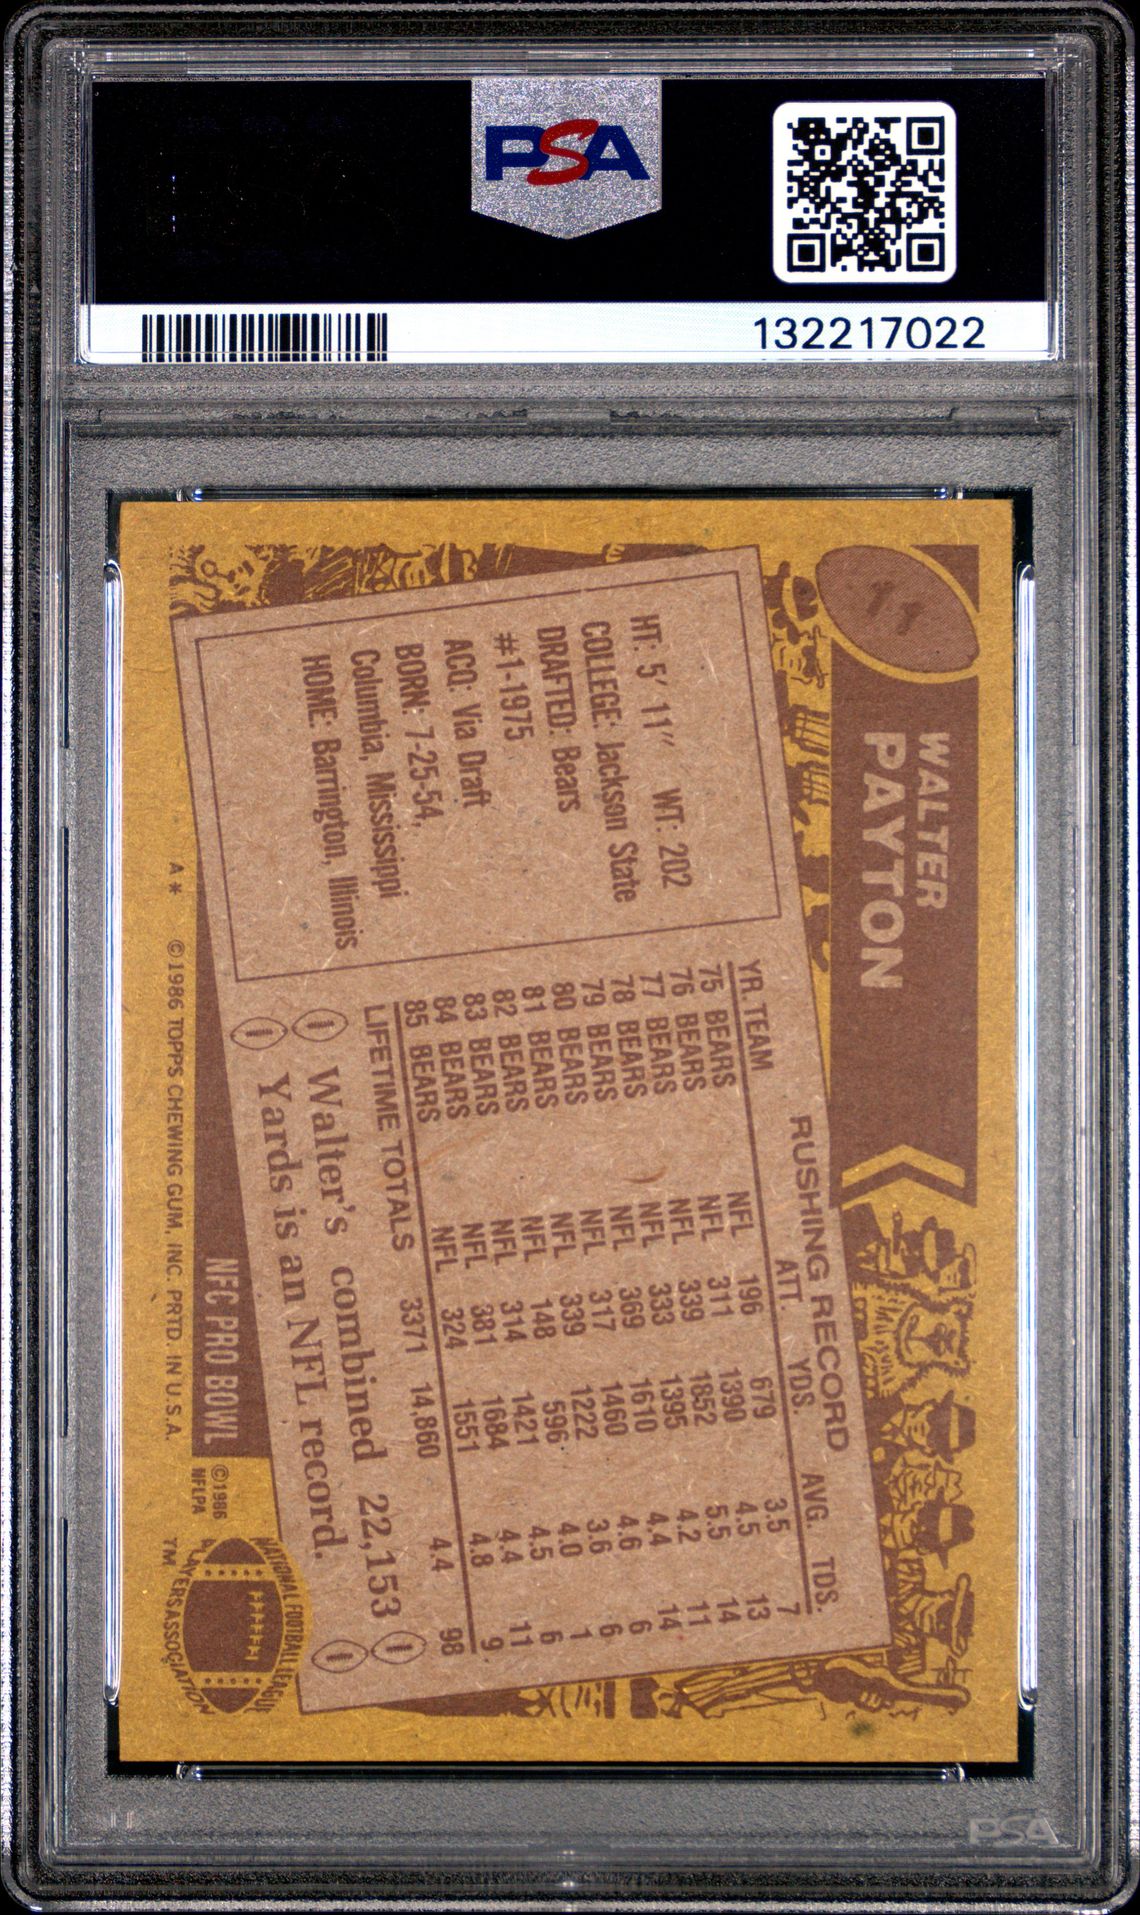 PSA
132217022
11
WALTER
PAYTON
HT: 5' 11" WT: 202
COLLEGE: Jackson State
DRAFTED: Bears
#1-1975
ACQ: Via Draft
BORN: 7-25-54,
Columbia, Mississippi
HOME: Barrington, Illinois
RUSHING RECORD
YR. TEAM ATT. YDS. AVG. TDS.
75 BEARS NFL 196 679 3.5 7
76 BEARS NFL 311 1390 4.5 13
77 BEARS NFL 339 1852 5.5 14
78 BEARS NFL 333 1395 4.2 11
79 BEARS NFL 369 1610 4.4 14
80 BEARS NFL 317 1460 4.6 6
81 BEARS NFL 339 1222 3.6 6
82 BEARS NFL 148 596 4.0 1
83 BEARS NFL 314 1421 4.5 6
84 BEARS NFL 381 1684 4.4 11
85 BEARS NFL 324 1551 4.8 9
LIFETIME TOTALS 3371 14,860 4.4 98
Walter's combined 22,153
Yards is an NFL record.
NFC PRO BOWL
A * ©1986 TOPPS CHEWING GUM, INC. PRTD. IN U.S.A.
©1986
NFLPA
NATIONAL FOOTBALL LEAGUE
PLAYERS ASSOCIATION
TM
PSA